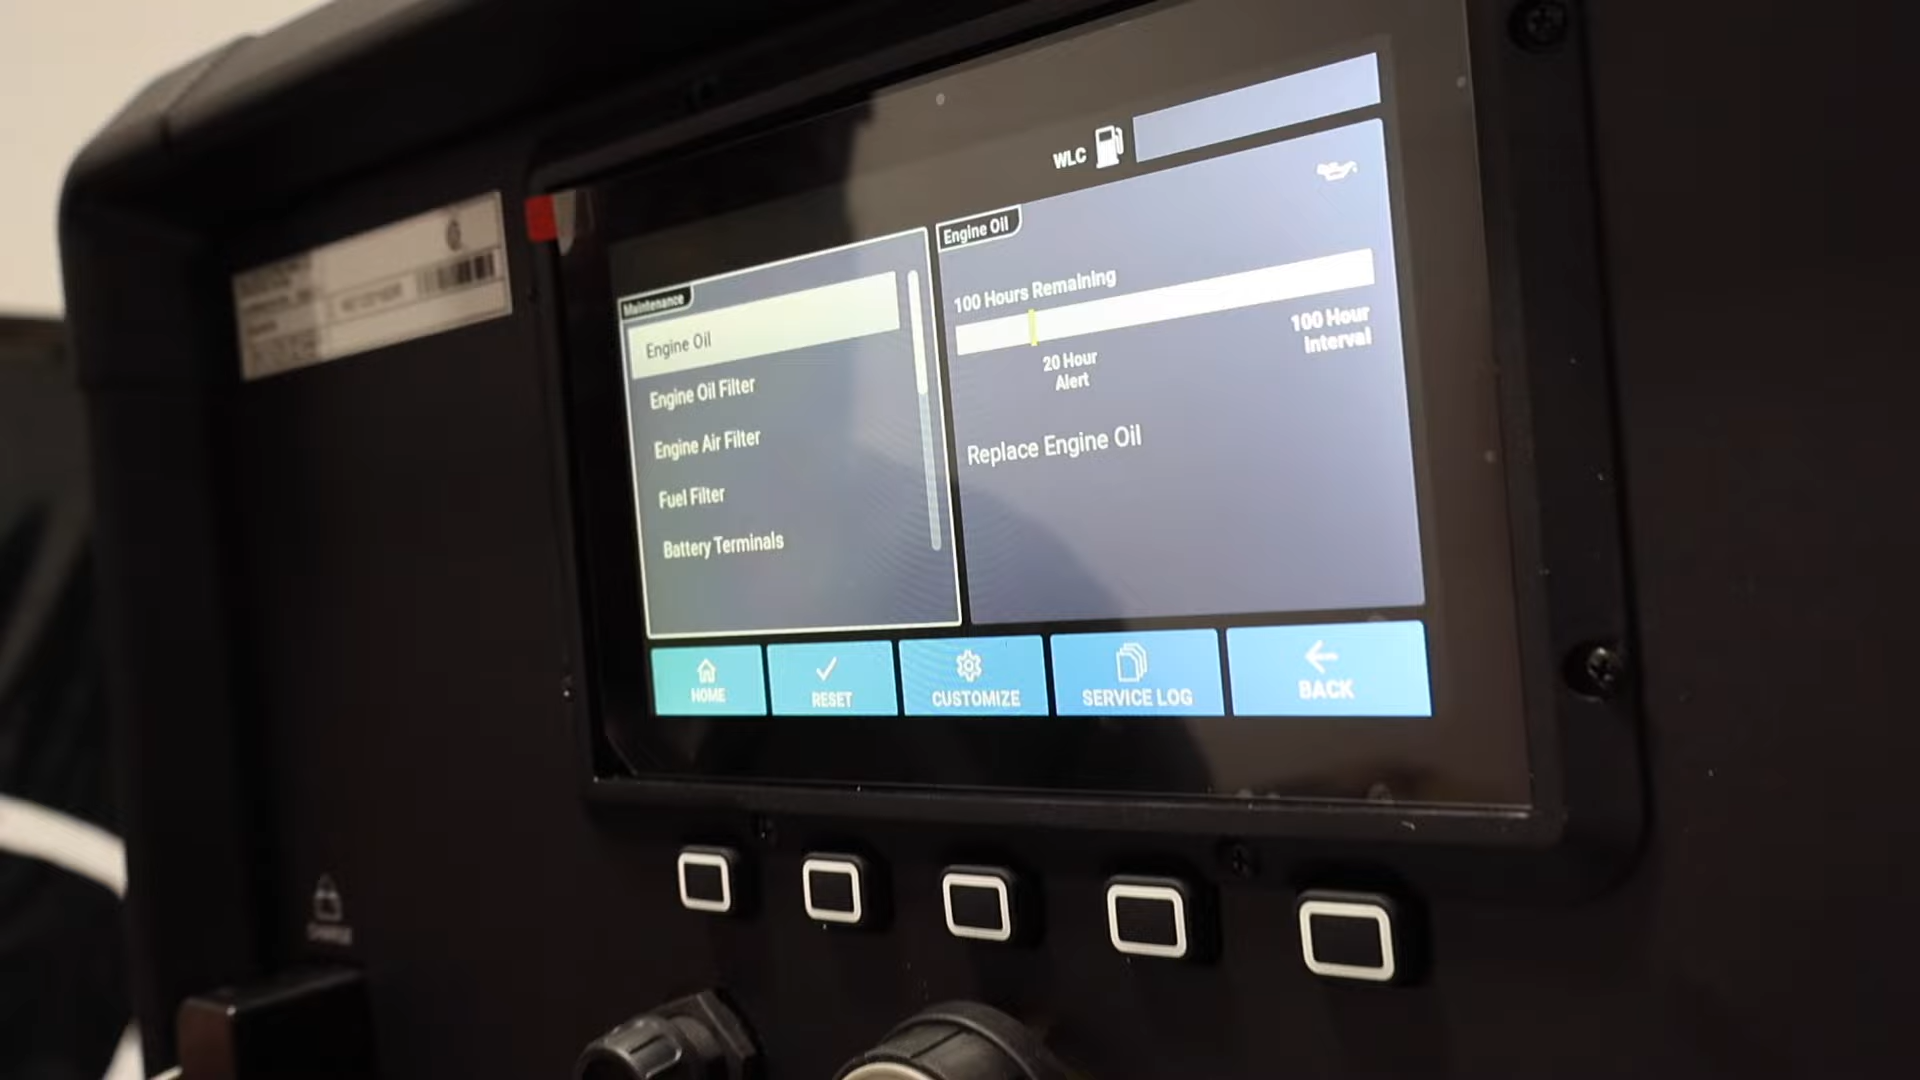 WLC
Maintenance
Engine Oil
Engine Oil Filter
Engine Air Filter
Fuel Filter
Battery Terminals
Engine Oil
100 Hours Remaining
20 Hour
Alert
100 Hour
Interval
Replace Engine Oil
HOME
RESET
CUSTOMIZE
SERVICE LOG
BACK